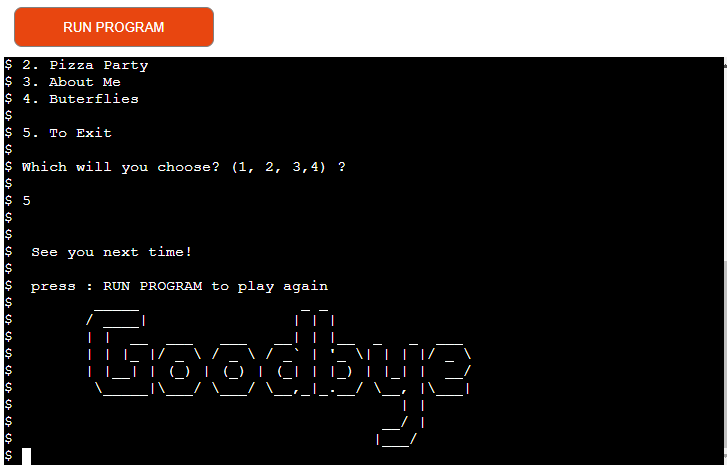 RUN PROGRAM
$ 2. Pizza Party
$ 3. About Me
$ 4. Buterflies
$
$ 5. To Exit
$
$ Which will you choose? (1, 2, 3,4) ?
$
$ 5
$
$
$  See you next time!
$
$  press : RUN PROGRAM to play again
$
$
$
$
$
$ Goodbye
$
$
$
$